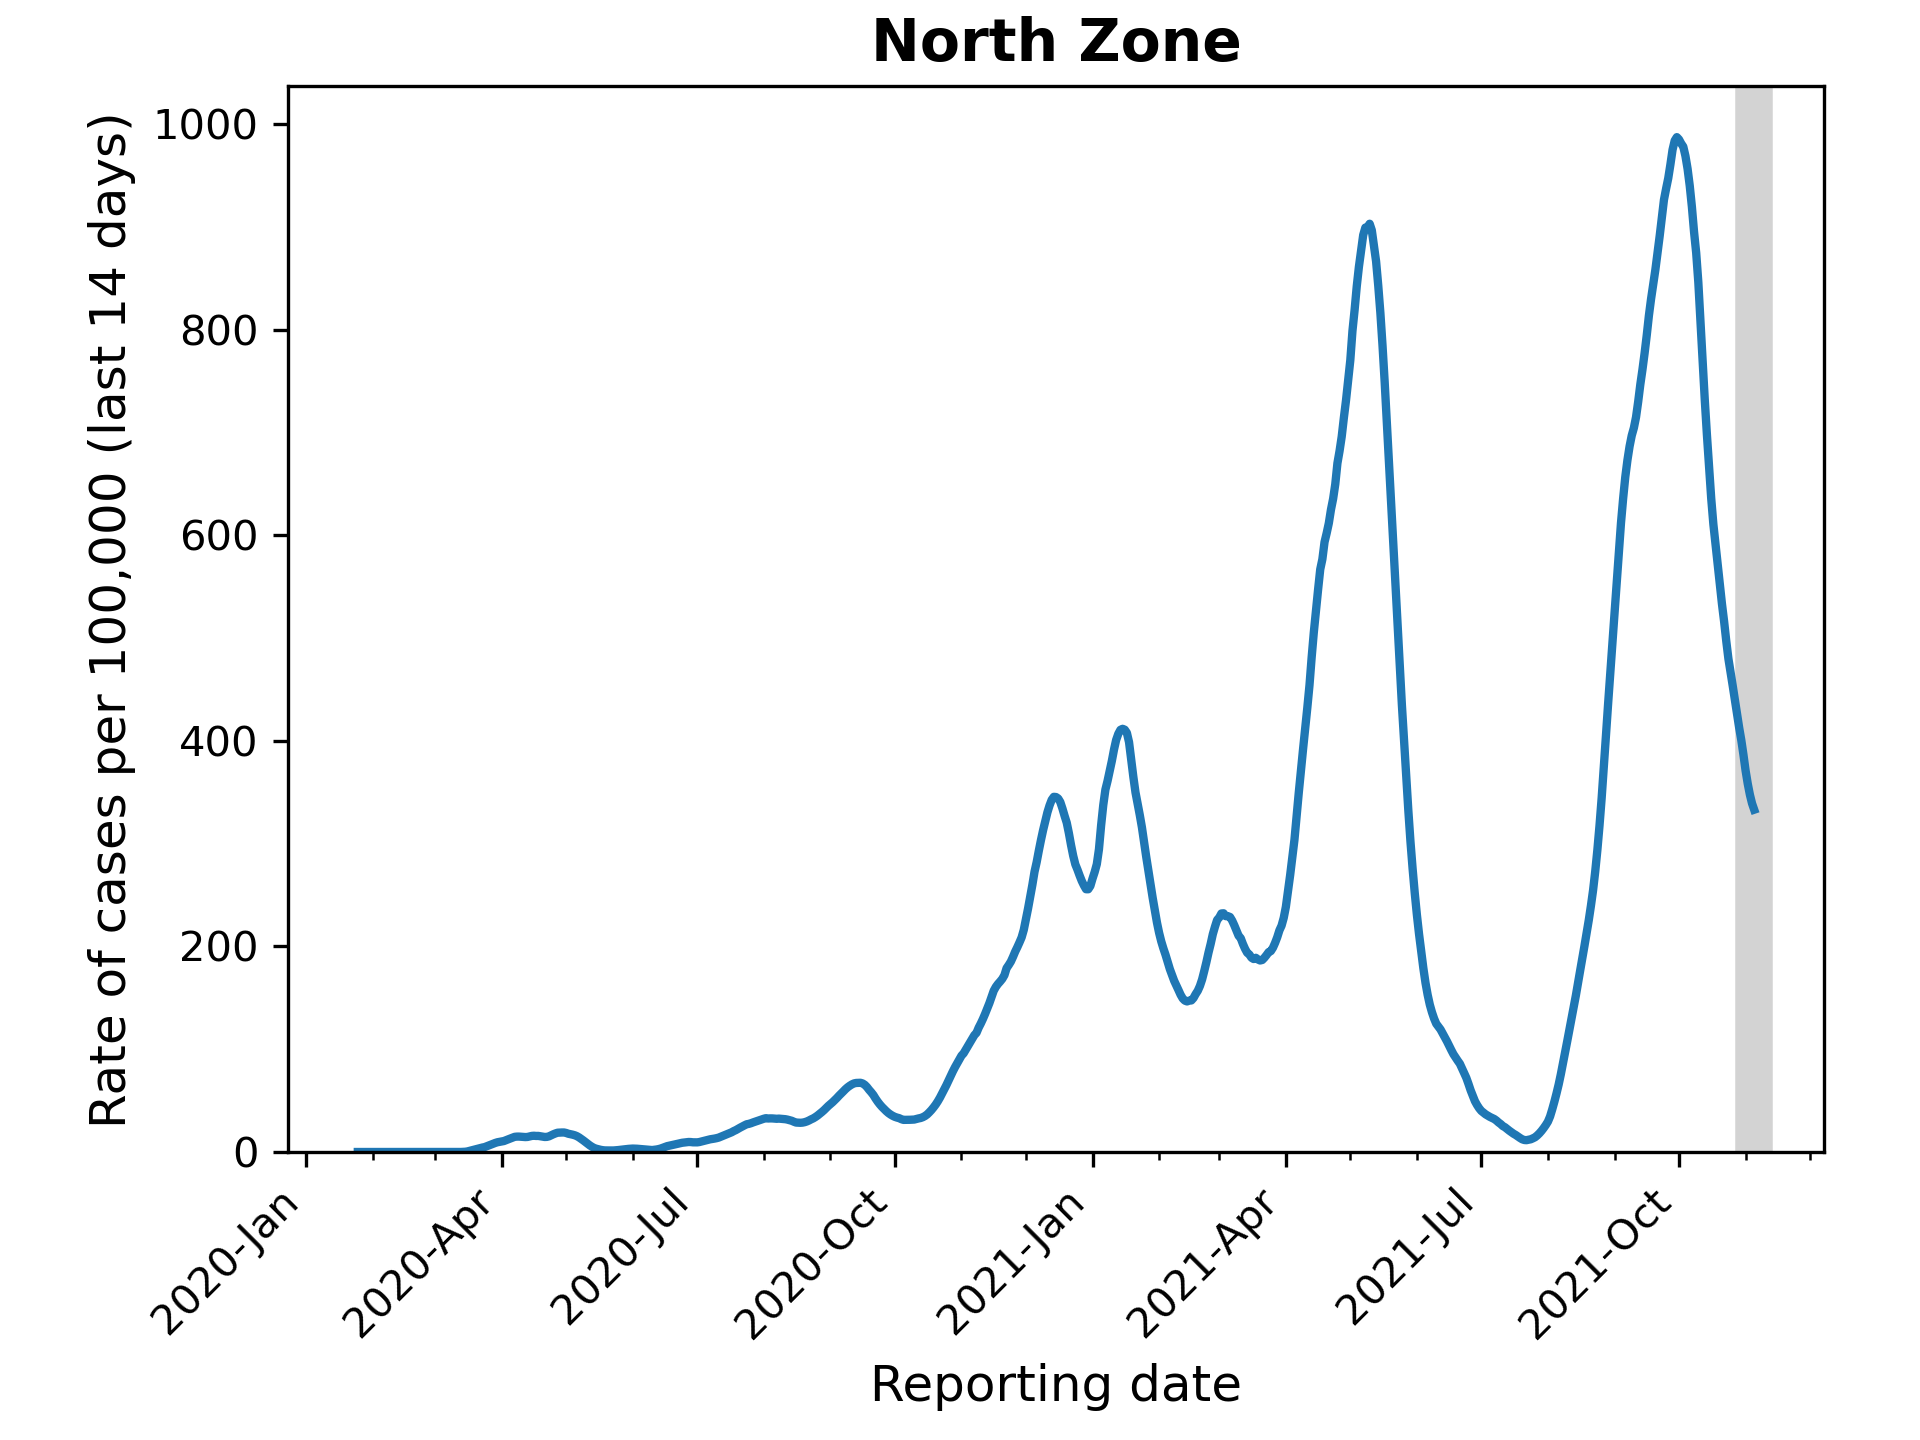 North Zone
Rate of cases per 100,000 (last 14 days)
1000
800
600
400
200
0
2020-Jan
2020-Apr
2020-Jul
2020-Oct
2021-Jan
2021-Apr
2021-Jul
2021-Oct
Reporting date